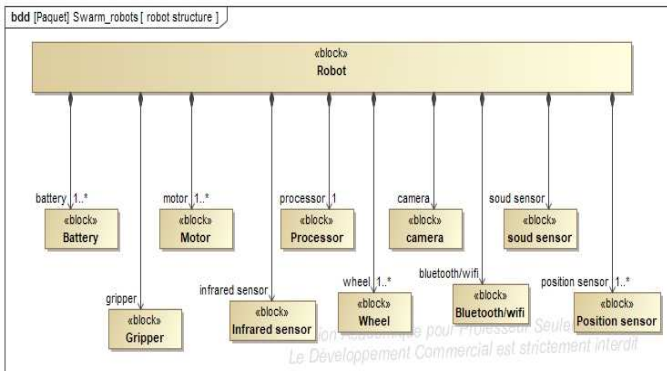 bdd [Paquet] Swarm_robots [ robot structure ]
«block»
Robot
battery 1..*
motor 1..*
processor 1
camera
soud sensor
«block»
Battery
«block»
Motor
«block»
Processor
«block»
camera
«block»
soud sensor
gripper
infrared sensor
wheel 1..*
bluetooth/wifi
position sensor 1..*
«block»
Gripper
«block»
Infrared sensor
«block»
Wheel
«block»
Bluetooth/wifi
«block»
Position sensor
pour
Le Développement Commercial est strictement interdit